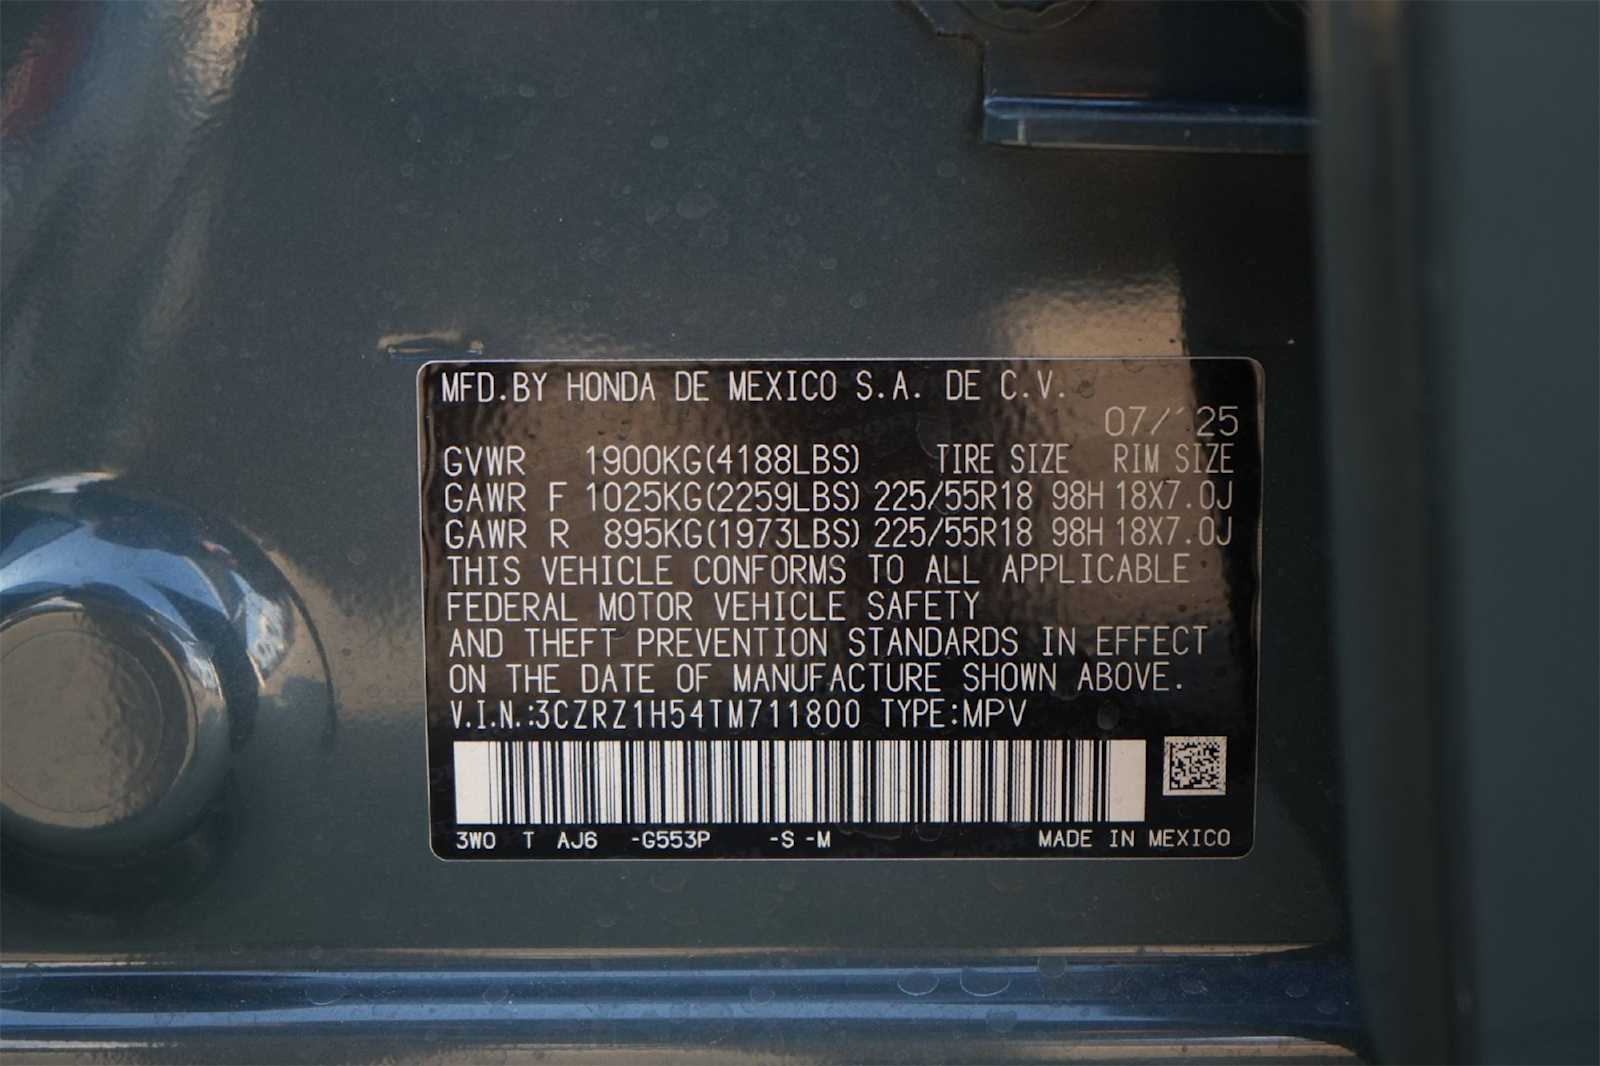 MFD.BY HONDA DE MEXICO S.A. DE C.V.
07/'25
GVWR 1900KG(4188LBS) TIRE SIZE RIM SIZE
GAWR F 1025KG(2259LBS) 225/55R18 98H 18X7.0J
GAWR R 895KG(1973LBS) 225/55R18 98H 18X7.0J
THIS VEHICLE CONFORMS TO ALL APPLICABLE
FEDERAL MOTOR VEHICLE SAFETY
AND THEFT PREVENTION STANDARDS IN EFFECT
ON THE DATE OF MANUFACTURE SHOWN ABOVE.
V.I.N.:3CZRZ1H54TM711800 TYPE:MPV
3WO T AJ6 -G553P -S -M MADE IN MEXICO